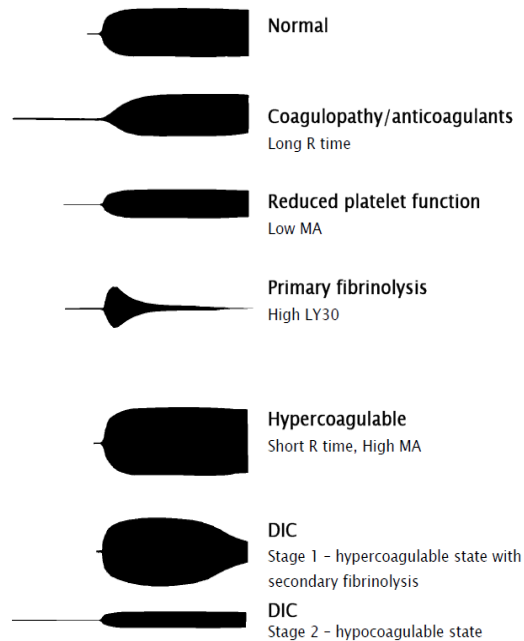 Normal
Coagulopathy/anticoagulants
Long R time
Reduced platelet function
Low MA
Primary fibrinolysis
High LY30
Hypercoagulable
Short R time, High MA
DIC
Stage 1 – hypercoagulable state with
secondary fibrinolysis
DIC
Stage 2 – hypocoagulable state